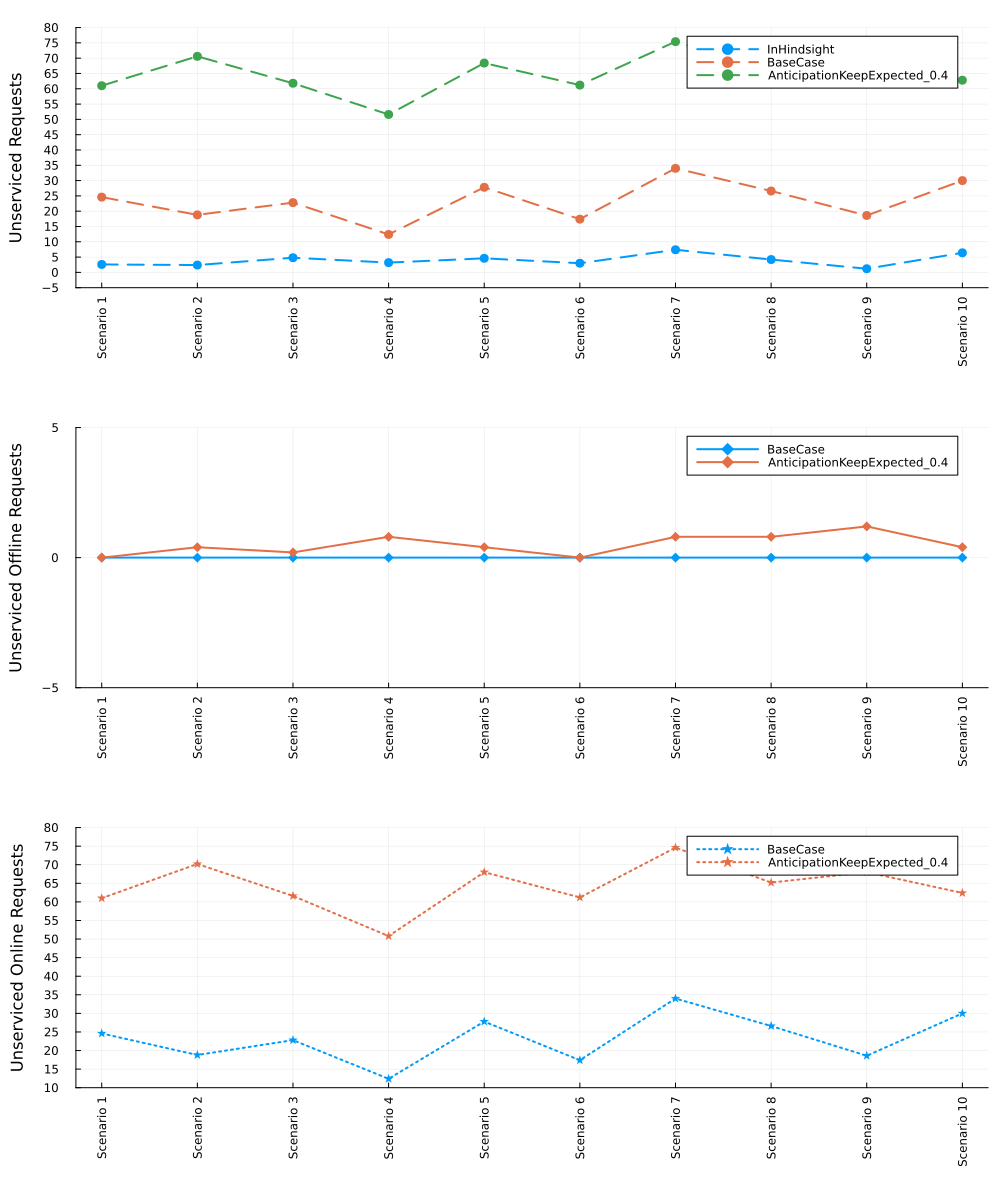 Unserviced Requests
80
75
70
65
60
55
50
45
40
35
30
25
20
15
10
5
0
−5
InHindsight
BaseCase
AnticipationKeepExpected_0.4
Scenario 1
Scenario 2
Scenario 3
Scenario 4
Scenario 5
Scenario 6
Scenario 7
Scenario 8
Scenario 9
Scenario 10
Unserviced Offline Requests
5
0
−5
BaseCase
AnticipationKeepExpected_0.4
Scenario 1
Scenario 2
Scenario 3
Scenario 4
Scenario 5
Scenario 6
Scenario 7
Scenario 8
Scenario 9
Scenario 10
Unserviced Online Requests
80
75
70
65
60
55
50
45
40
35
30
25
20
15
10
BaseCase
AnticipationKeepExpected_0.4
Scenario 1
Scenario 2
Scenario 3
Scenario 4
Scenario 5
Scenario 6
Scenario 7
Scenario 8
Scenario 9
Scenario 10